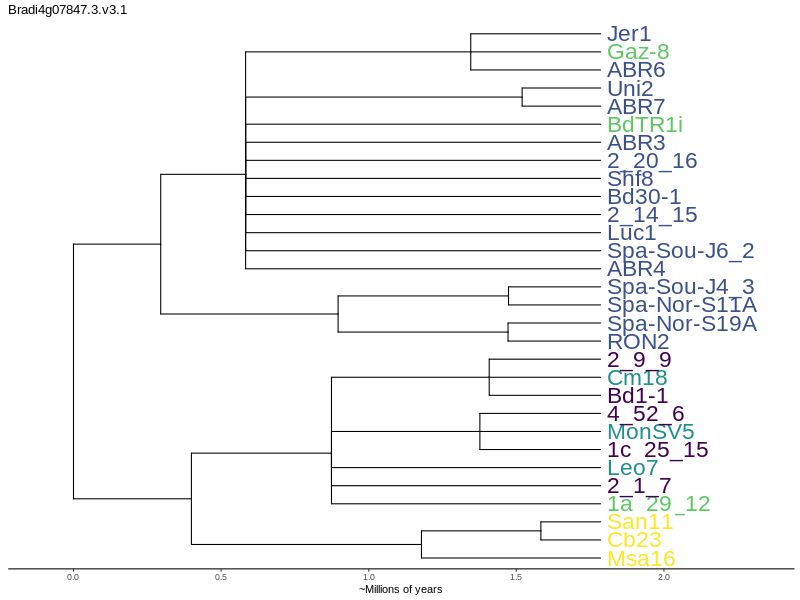 Bradi4g07847.3.v3.1
Jer1
Gaz-8
ABR6
Uni2
ABR7
BdTR1i
ABR3
2_20_16
Shf8
Bd30-1
2_14_15
Luc1
Spa-Sou-J6_2
ABR4
Spa-Sou-J4_3
Spa-Nor-S11A
Spa-Nor-S19A
RON2
2_9_9
Cm18
Bd1-1
4_52_6
MonSV5
1c_25_15
Leo7
2_1_7
1a_29_12
San11
Cb23
Msa16
0.0 0.5 1.0 1.5 2.0
~Millions of years